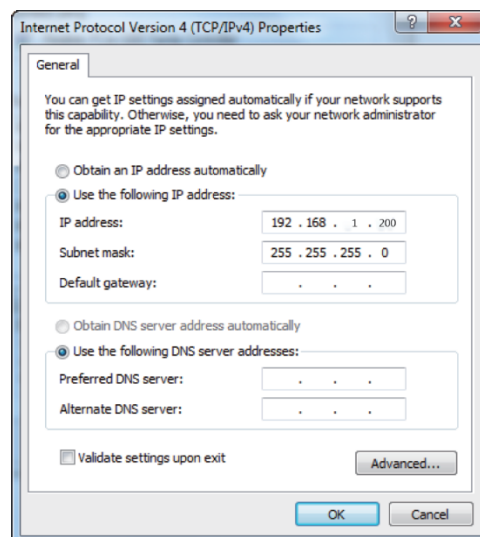 Internet Protocol Version 4 (TCP/IPv4) Properties
?
X
General
You can get IP settings assigned automatically if your network supports
this capability. Otherwise, you need to ask your network administrator
for the appropriate IP settings.
Obtain an IP address automatically
Use the following IP address:
IP address: 192 . 168 . 1 . 200
Subnet mask: 255 . 255 . 255 . 0
Default gateway: . . .
Obtain DNS server address automatically
Use the following DNS server addresses:
Preferred DNS server: . . .
Alternate DNS server: . . .
Validate settings upon exit
Advanced...
OK Cancel